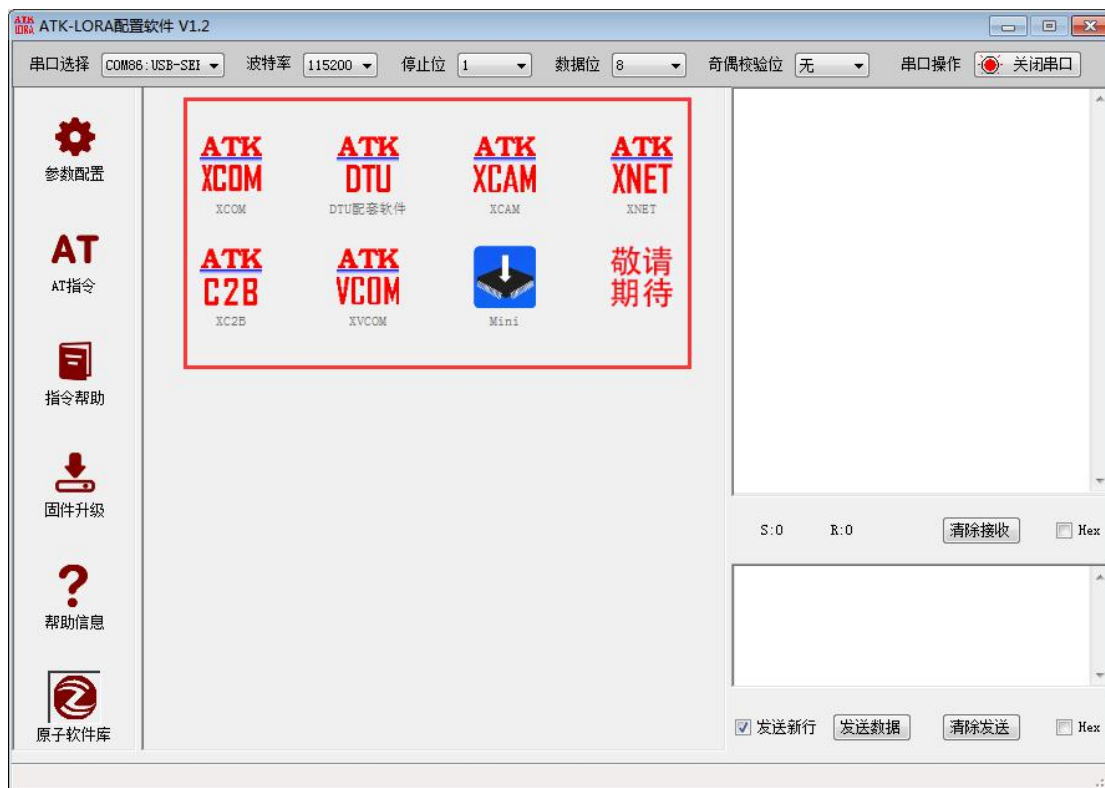 ATK LORA ATK-LORA配置软件 V1.2
串口选择 COM86:USB-SEI 波特率 115200 停止位 1 数据位 8 奇偶校验位 无 串口操作 关闭串口
参数配置
AT
AT指令
指令帮助
固件升级
?
帮助信息
原子软件库
ATK XCOM
XCOM
ATK DTU
DTU配套软件
ATK XCAM
XCAM
ATK XNET
XNET
ATK C2B
XC2B
ATK VCOM
XVCOM
Mini
敬请
期待
S:0 R:0 清除接收 Hex
发送新行 发送数据 清除发送 Hex